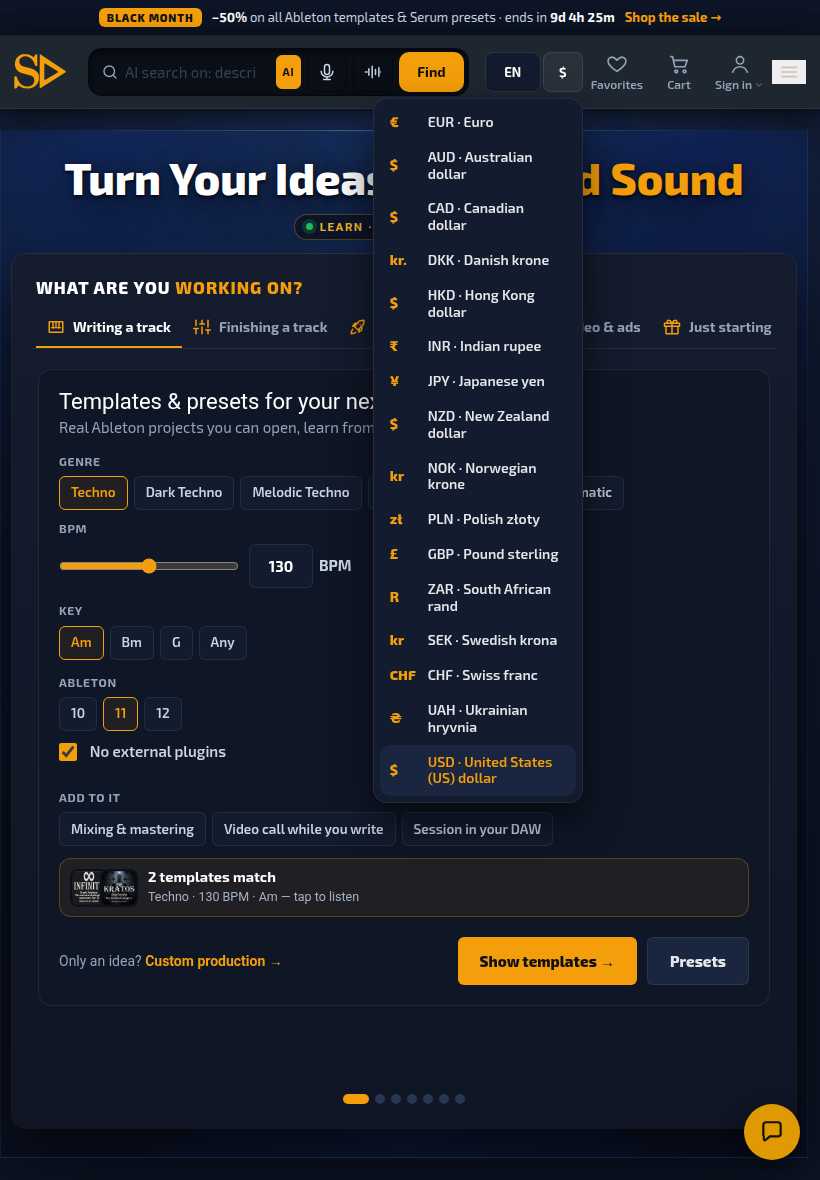 BLACK MONTH −50% on all Ableton templates & Serum presets · ends in 9d 4h 25m Shop the sale →
AI search on: descri AI Find EN $ Favorites Cart Sign in
€ EUR · Euro
$ AUD · Australian
dollar
$ CAD · Canadian
dollar
kr. DKK · Danish krone
$ HKD · Hong Kong
dollar
₹ INR · Indian rupee
¥ JPY · Japanese yen
$ NZD · New Zealand
dollar
kr NOK · Norwegian
krone
zł PLN · Polish złoty
£ GBP · Pound sterling
R ZAR · South African
rand
kr SEK · Swedish krona
CHF CHF · Swiss franc
₴ UAH · Ukrainian
hryvnia
$ USD · United States
(US) dollar
Turn Your Ideas d Sound
LEARN ·
WHAT ARE YOU WORKING ON?
Writing a track Finishing a track eo & ads Just starting
Templates & presets for your nex
Real Ableton projects you can open, learn from
GENRE
Techno Dark Techno Melodic Techno matic
BPM
130 BPM
KEY
Am Bm G Any
ABLETON
10 11 12
No external plugins
ADD TO IT
Mixing & mastering Video call while you write Session in your DAW
INFINIT KRATOS
2 templates match
Techno · 130 BPM · Am — tap to listen
Only an idea? Custom production → Show templates → Presets